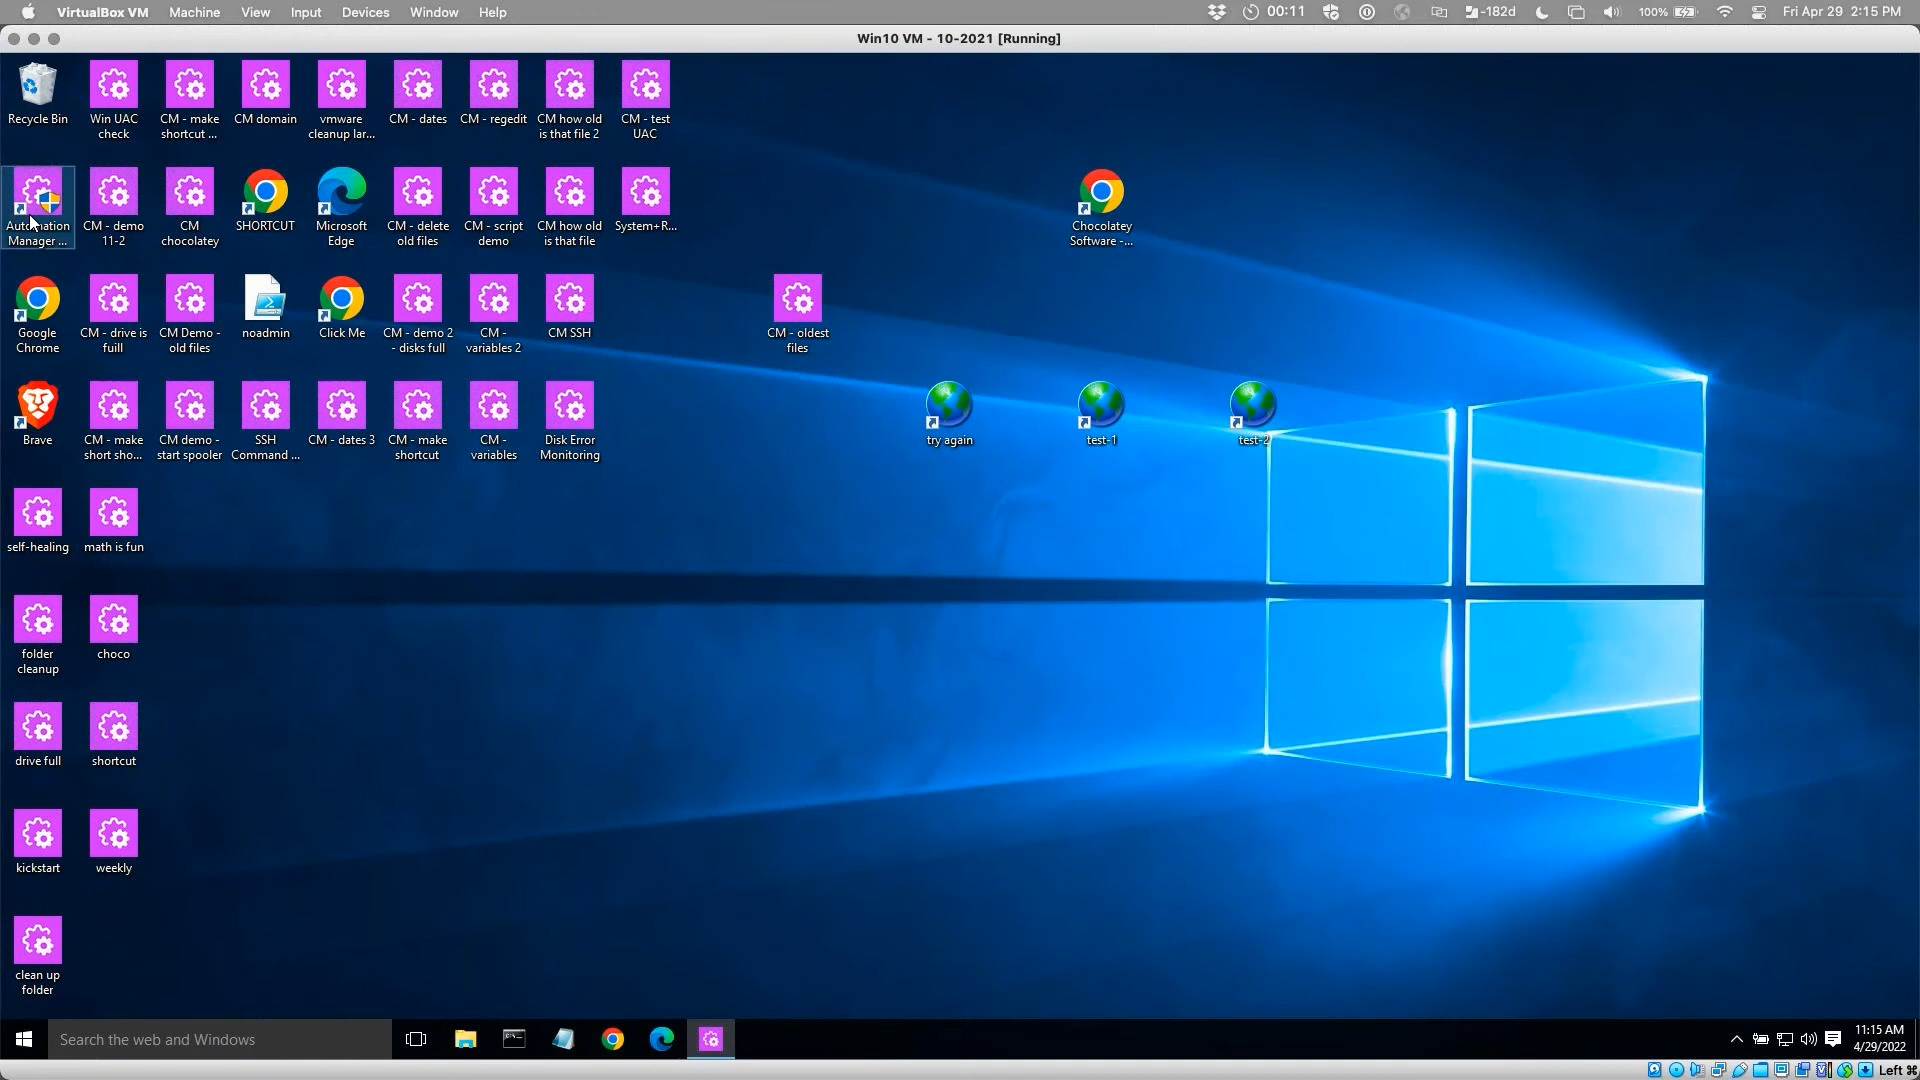 VirtualBox VM Machine View Input Devices Window Help 00:11 -182d 100% Fri Apr 29 2:15 PM
Win10 VM - 10-2021 [Running]
Recycle Bin
Win UAC
check
CM - make
shortcut ...
CM domain
vmware
cleanup lar...
CM - dates
CM - regedit
CM how old
is that file 2
CM - test
UAC
Automation
Manager ...
CM - demo
11-2
CM
chocolatey
SHORTCUT
Microsoft
Edge
CM - delete
old files
CM - script
demo
CM how old
is that file
System+R...
Chocolatey
Software -...
Google
Chrome
CM - drive is
fuill
CM Demo -
old files
noadmin
Click Me
CM - demo 2
- disks full
CM -
variables 2
CM SSH
CM - oldest
files
Brave
CM - make
short sho...
CM demo -
start spooler
SSH
Command ...
CM - dates 3
CM - make
shortcut
CM -
variables
Disk Error
Monitoring
try again
test-1
test-2
self-healing
math is fun
folder
cleanup
choco
drive full
shortcut
kickstart
weekly
clean up
folder
Search the web and Windows
11:15 AM
4/29/2022
Left ⌘